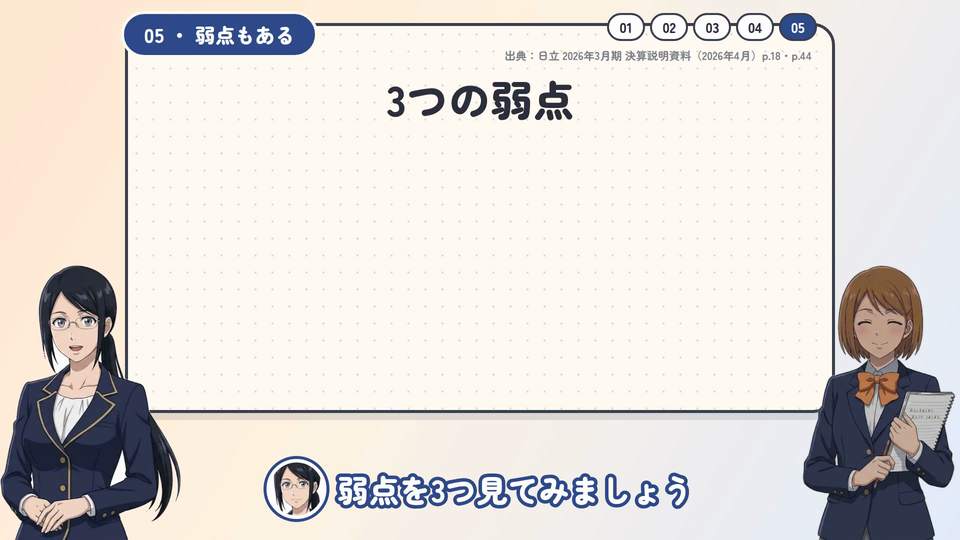 05 ・ 弱点もある
01 02 03 04 05
出典：日立 2026年3月期 決算説明資料（2026年4月）p.18・p.44
3つの弱点
弱点を3つ見てみましょう